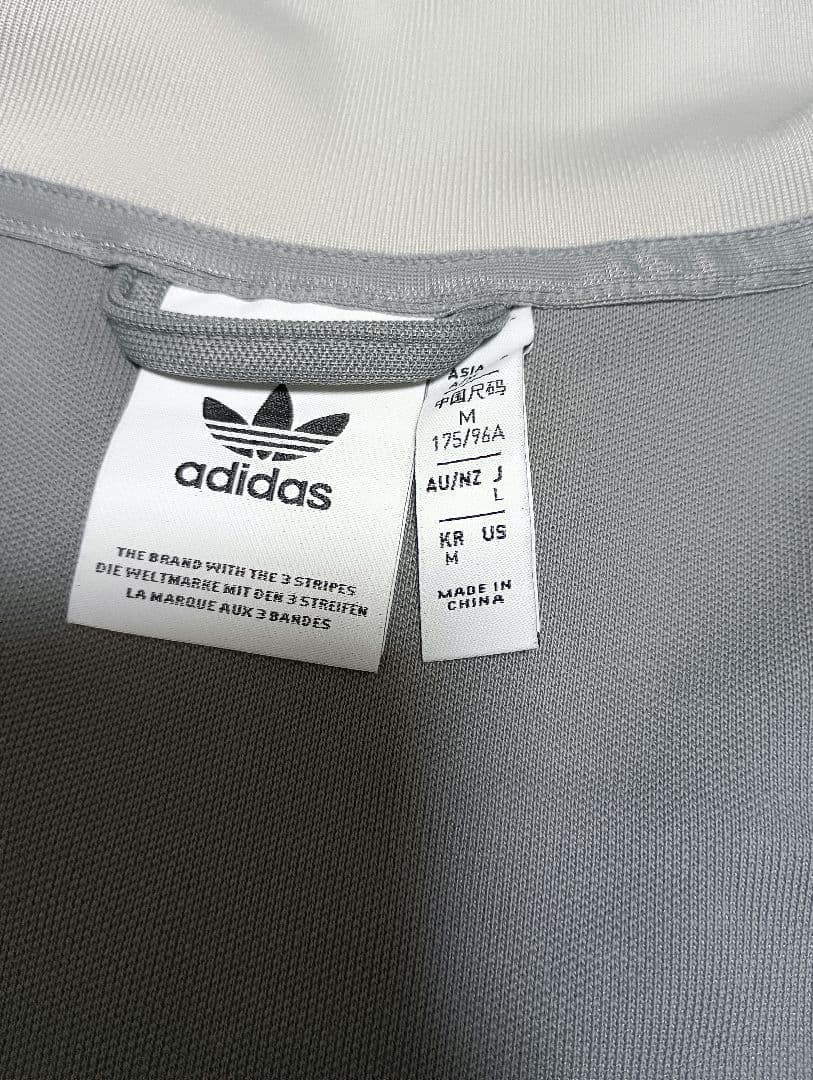 adidas
THE BRAND WITH THE 3 STRIPES
DIE WELTMARKE MIT DEN 3 STREIFEN
LA MARQUE AUX 3 BANDES
ASIA
中国尺码
M
175/96A
AU/NZ J
L
KR US
M
MADE IN
CHINA